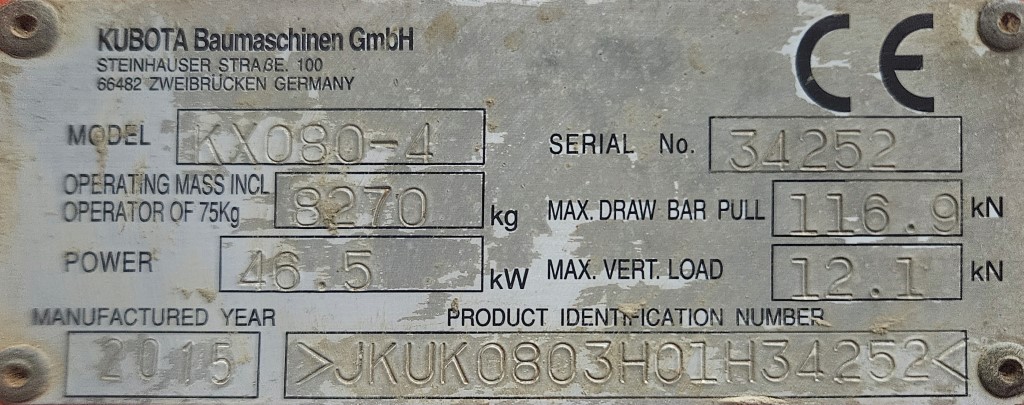 KUBOTA Baumaschinen GmbH
STEINHAUSER STRAßE. 100
66482 ZWEIBRÜCKEN GERMANY
CE
MODEL KX080-4
SERIAL No. 34252
OPERATING MASS INCL
OPERATOR OF 75Kg 8270 kg
MAX. DRAW BAR PULL 116.9 kN
POWER 46.5 kW
MAX. VERT. LOAD 12.1 kN
MANUFACTURED YEAR
2015
PRODUCT IDENTIFICATION NUMBER
>JKUK0803H01H34252<